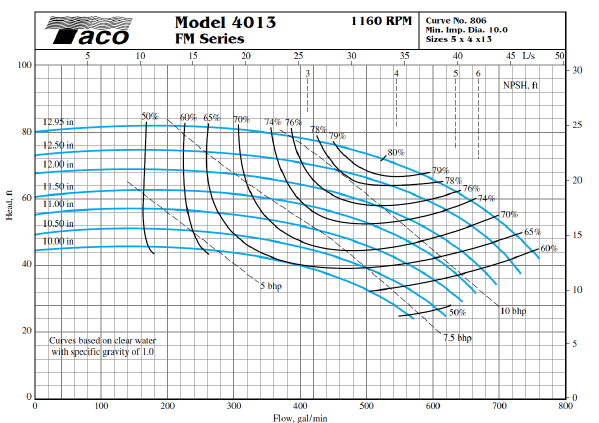 Taco
Model 4013
FM Series
1160 RPM
Curve No. 806
Min. Imp. Dia. 10.0
Sizes 5 x 4 x13
5 10 15 20 25 30 35 40 45 L/s 50
3 4 5 6
NPSH, ft
100
80
60
40
20
0
Head, ft
30
25
20
15
10
5
0
12.95 in
12.50 in
12.00 in
11.50 in
11.00 in
10.50 in
10.00 in
50% 60% 65% 70% 74% 76% 78% 79%
80%
79%
78%
76%
74%
70%
65%
60%
50%
5 bhp
7.5 bhp
10 bhp
Curves based on clear water
with specific gravity of 1.0
0 100 200 300 400 500 600 700 800
Flow, gal/min